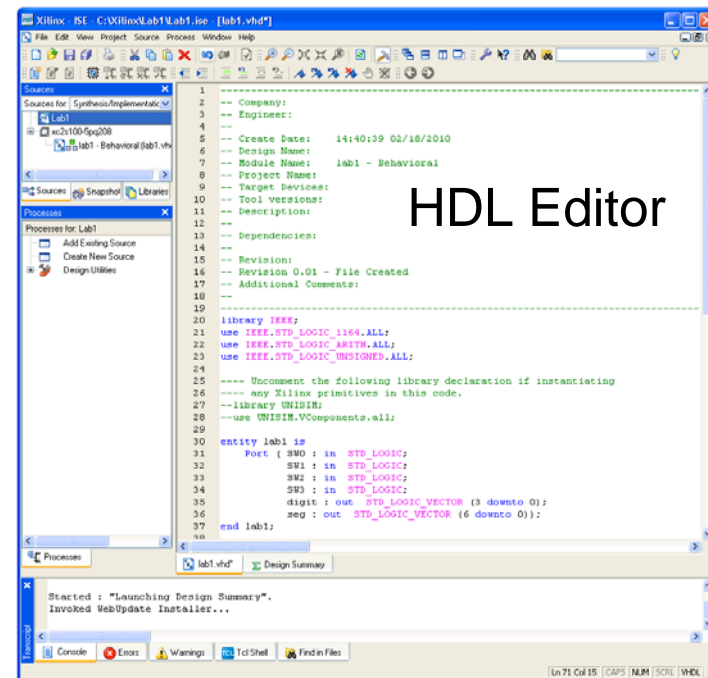 Xilinx - ISE - C:\Xilinx\Lab1\Lab1.ise - [lab1.vhd*]
File Edit View Project Source Process Window Help
Sources
Sources for: Synthesis/Implementatic
Lab1
xc2s100-5pq208
lab1 - Behavioral (lab1.vh
Sources Snapshot Libraries
Processes
Processes for: Lab1
Add Existing Source
Create New Source
Design Utilities
Processes
1 --------------------------------------------------------------------------------
2 -- Company:
3 -- Engineer:
4 --
5 -- Create Date: 14:40:39 02/18/2010
6 -- Design Name:
7 -- Module Name: lab1 - Behavioral
8 -- Project Name:
9 -- Target Devices:
10 -- Tool versions:
11 -- Description:
12 --
13 -- Dependencies:
14 --
15 -- Revision:
16 -- Revision 0.01 - File Created
17 -- Additional Comments:
18 --
19 --------------------------------------------------------------------------------
20 library IEEE;
21 use IEEE.STD_LOGIC_1164.ALL;
22 use IEEE.STD_LOGIC_ARITH.ALL;
23 use IEEE.STD_LOGIC_UNSIGNED.ALL;
24
25 ---- Uncomment the following library declaration if instantiating
26 ---- any Xilinx primitives in this code.
27 --library UNISIM;
28 --use UNISIM.VComponents.all;
29
30 entity lab1 is
31 Port ( SW0 : in STD_LOGIC;
32 SW1 : in STD_LOGIC;
33 SW2 : in STD_LOGIC;
34 SW3 : in STD_LOGIC;
35 digit : out STD_LOGIC_VECTOR (3 downto 0);
36 seg : out STD_LOGIC_VECTOR (6 downto 0));
37 end lab1;
38
HDL Editor
lab1.vhd* Design Summary
Started : "Launching Design Summary".
Invoked WebUpdate Installer...
Transcript
Console Errors Warnings Tcl Shell Find in Files
Ln 71 Col 15 CAPS NUM SCRL VHDL